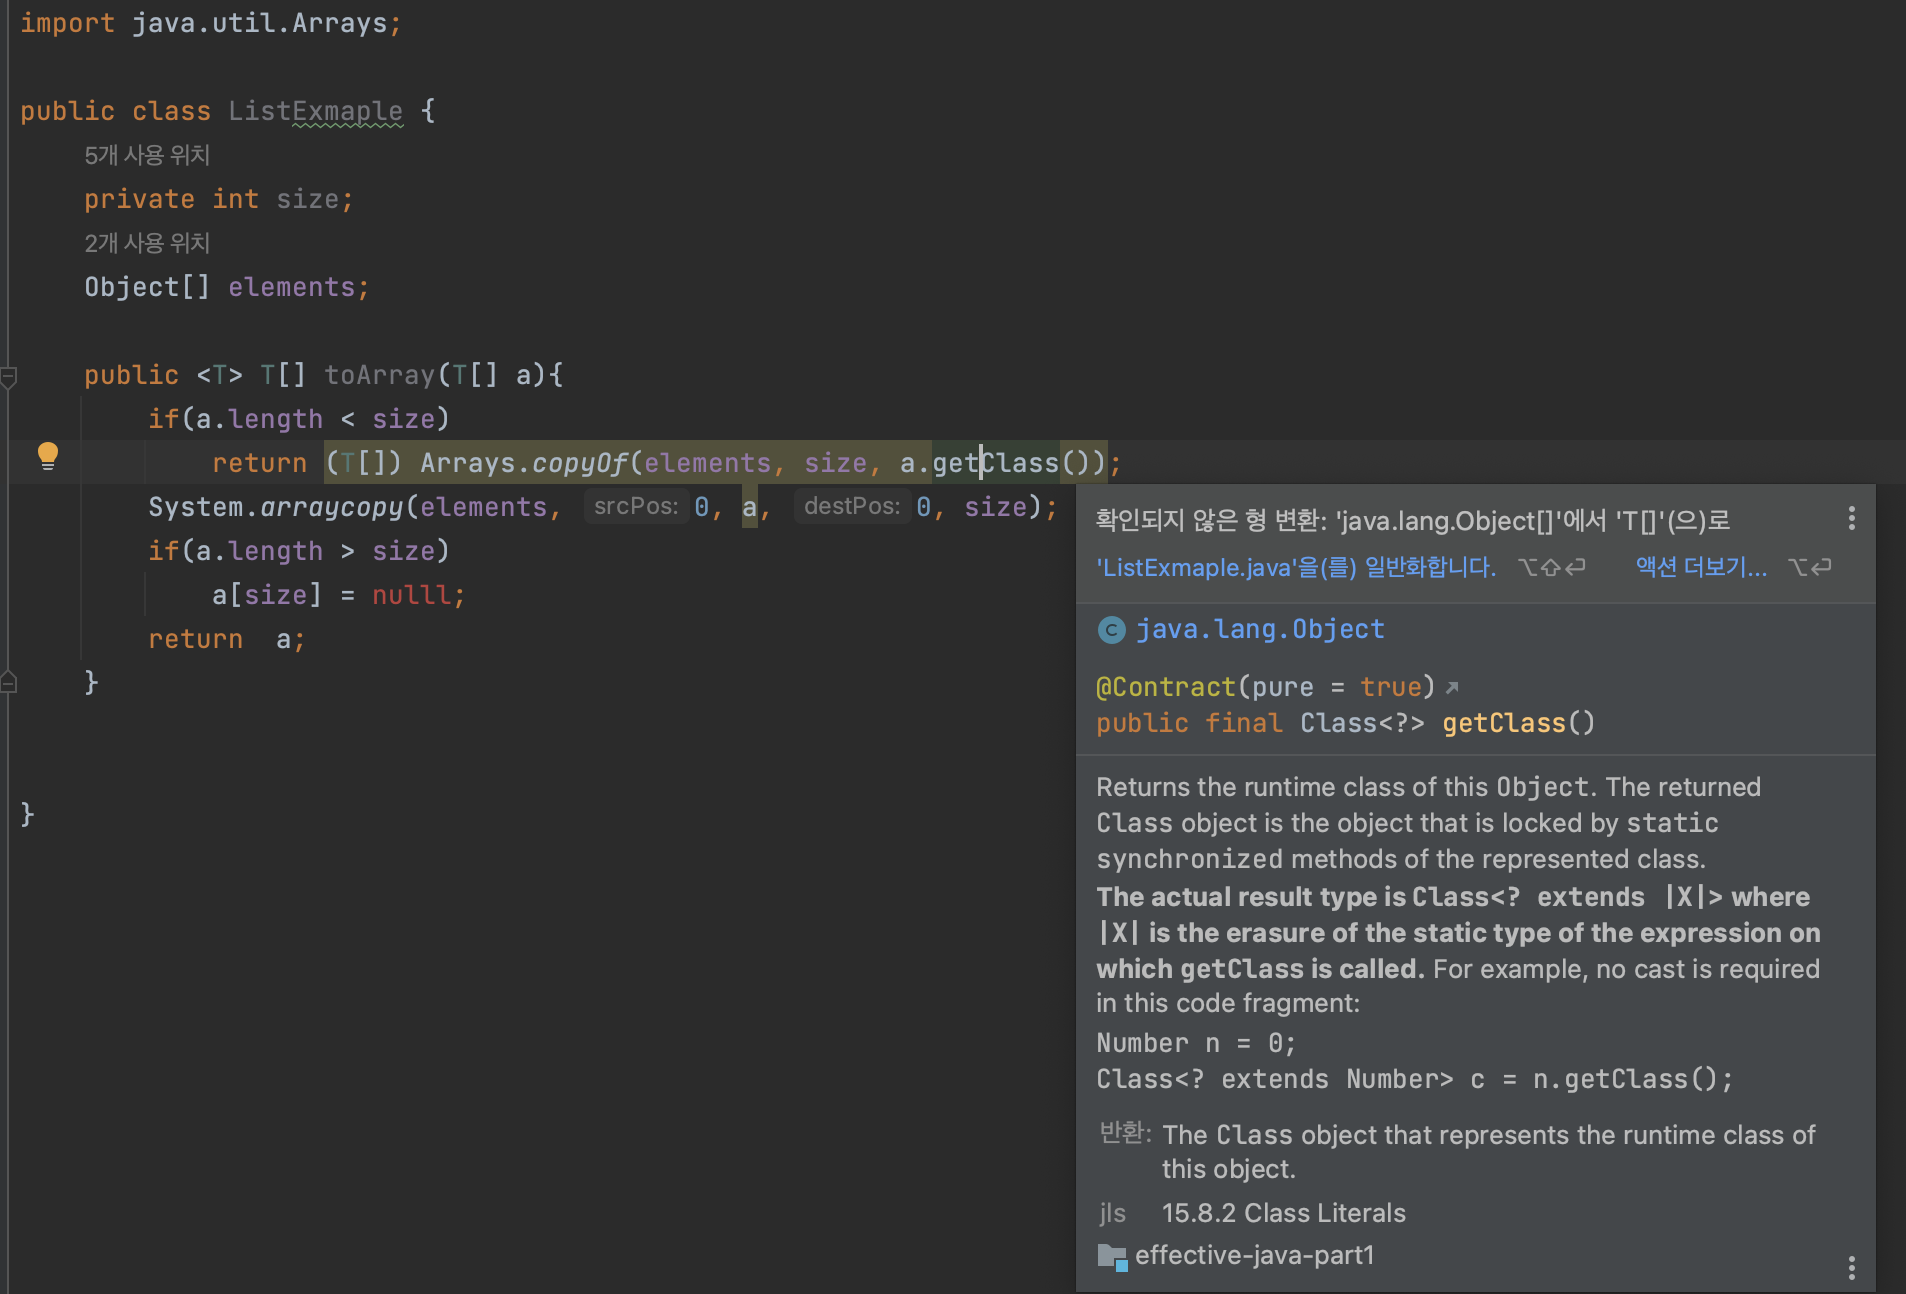 import java.util.Arrays;
public class ListExmaple {
5개 사용 위치
private int size;
2개 사용 위치
Object[] elements;
public <T> T[] toArray(T[] a){
if(a.length < size)
return (T[]) Arrays.copyOf(elements, size, a.getClass());
System.arraycopy(elements, srcPos: 0, a, destPos: 0, size);
if(a.length > size)
a[size] = nulll;
return  a;
}
}
확인되지 않은 형 변환: 'java.lang.Object[]'에서 'T[]'(으)로
'ListExmaple.java'을(를) 일반화합니다. ⌥⇧⏎ 액션 더보기... ⌥⏎
C java.lang.Object
@Contract(pure = true) ↗
public final Class<?> getClass()
Returns the runtime class of this Object. The returned
Class object is the object that is locked by static
synchronized methods of the represented class.
The actual result type is Class<? extends |X|> where
|X| is the erasure of the static type of the expression on
which getClass is called. For example, no cast is required
in this code fragment:
Number n = 0;
Class<? extends Number> c = n.getClass();
반환: The Class object that represents the runtime class of
this object.
jls 15.8.2 Class Literals
effective-java-part1